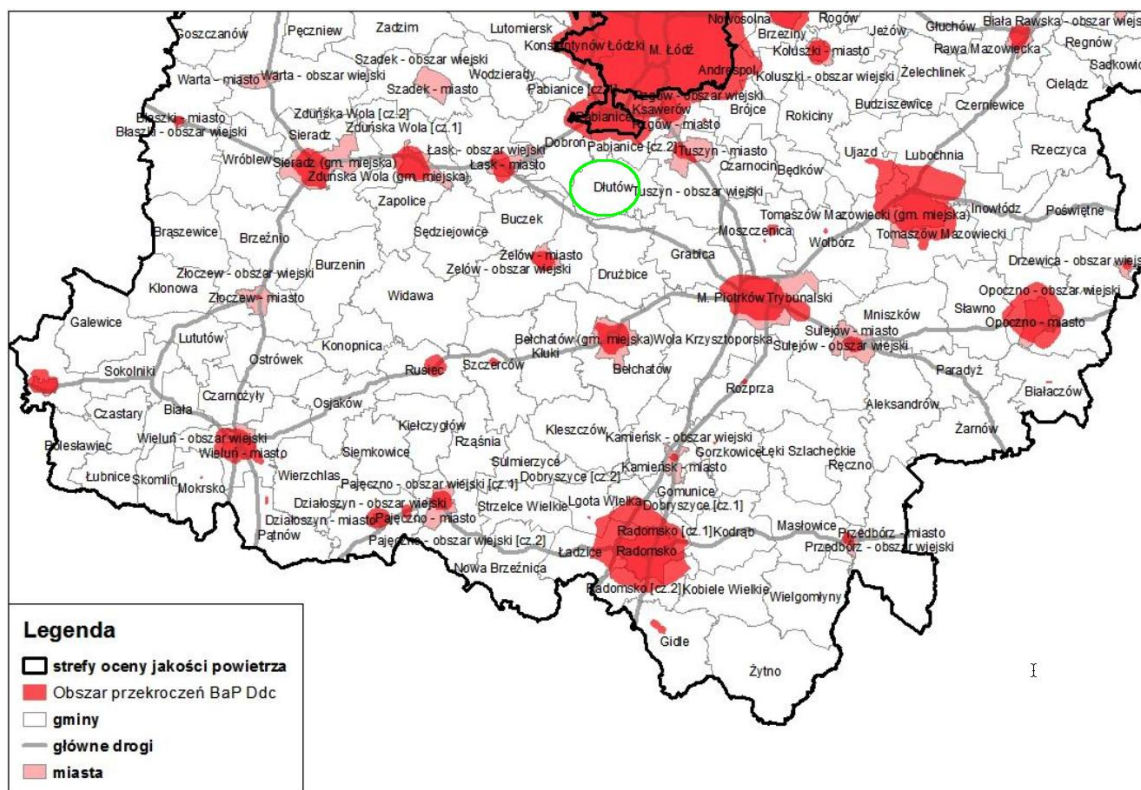 Pęczniew
Zadzim
Lutomiersk
Nowosolna
Rogów
Głuchów
Biała Rawska - obszar wiejs
Goszczanów
Konstantynów Łódzki
M. Łódź
Brzeziny
Jeżów
Rawa Mazowiecka
Regnów
Szadek - obszar wiejski
Wodzierady
Andrespol
Koluszki - miasto
Koluszki - obszar wiejski
Żelechlinek
Sadkowi
Warta - miasto
Warta - obszar wiejski
Szadek - miasto
Cielądz
Ksawerów
Brójce
Budziszewice
Czerniewice
Błaszki - miasto
Błaszki - obszar wiejski
Zduńska Wola [cz.2]
Zduńska Wola [cz.1]
Sieradz
Pabianice
Rzgów - miasto
Rokiciny
Wróblew
Sieradz (gm. miejska)
Łask - obszar wiejski
Dobroń
Pabianice [cz.2]
Tuszyn - miasto
Ujazd
Lubochnia
Rzeczyca
Zduńska Wola (gm. miejska)
Łask - miasto
Czarnocin
Będków
Dłutów
Tuszyn - obszar wiejski
Zapolice
Buczek
Tomaszów Mazowiecki (gm. miejska)
Inowłódz
Poświętne
Brąszewice
Brzeźnio
Sędziejowice
Moszczenica
Wolbórz
Tomaszów Mazowiecki
Burzenin
Grabica
Złoczew - obszar wiejski
Zelów - miasto
Zelów - obszar wiejski
Drużbice
Drzewica - obszar wiejs
Klonowa
Złoczew - miasto
Widawa
M. Piotrków Trybunalski
Opoczno - obszar wiejski
Galewice
Mniszków
Sławno
Opoczno - miasto
Lututów
Konopnica
Bełchatów (gm. miejska)
Wola Krzysztoporska
Sulejów - miasto
Sulejów - obszar wiejski
Ostrówek
Kluki
Sokolniki
Rusiec
Szczerców
Bełchatów
Paradyż
Czarnożyły
Rozprza
Białaczów
Czastary
Biała
Osjaków
Aleksandrów
Kiełczygłów
Kleszczów
Żarnów
Bolesławiec
Wieluń - obszar wiejski
Wieluń - miasto
Siemkowice
Rząśnia
Kamieńsk - obszar wiejski
Gorzkowice
Łęki Szlacheckie
Sulmierzyce
Kamieńsk - miasto
Ręczno
Łubnice
Skomlin
Mokrsko
Wierzchlas
Pajęczno - obszar wiejski [cz.1]
Dobryszyce [cz.2]
Gomunice
Działoszyn - obszar wiejski
Strzelce Wielkie
Lgota Wielka
Dobryszyce [cz.1]
Działoszyn - miasto
Pajęczno - miasto
Radomsko [cz.1]
Kodrąb
Masłowice
Przedbórz - miasto
Pątnów
Pajęczno - obszar wiejski [cz.2]
Ładzice
Radomsko
Przedbórz - obszar wiejski
Nowa Brzeźnica
Radomsko [cz.2]
Kobiele Wielkie
Wielgomłyny
Gidle
Żytno
Legenda
strefy oceny jakości powietrza
Obszar przekroczeń BaP Ddc
gminy
główne drogi
miasta